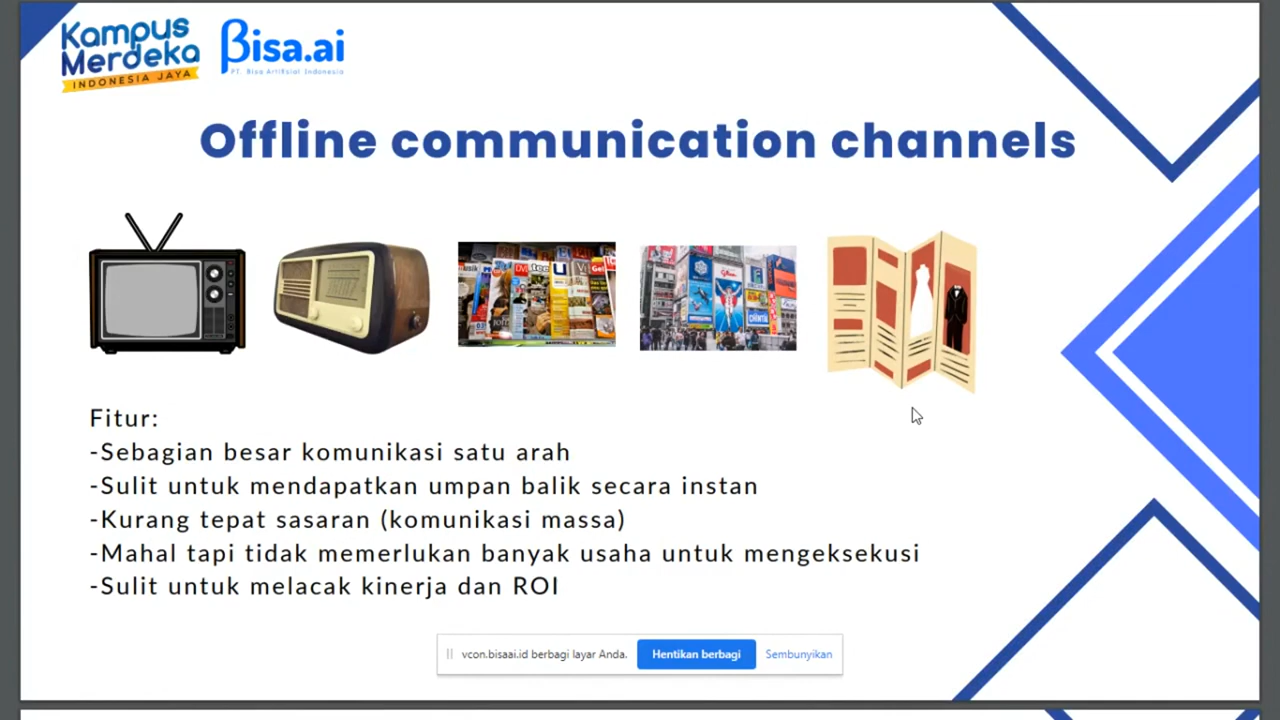 Kampus
Merdeka
INDONESIA JAYA
Bisa.ai
PT. Bisa Artifisial Indonesia
Offline communication channels
Fitur:
-Sebagian besar komunikasi satu arah
-Sulit untuk mendapatkan umpan balik secara instan
-Kurang tepat sasaran (komunikasi massa)
-Mahal tapi tidak memerlukan banyak usaha untuk mengeksekusi
-Sulit untuk melacak kinerja dan ROI
vcon.bisaai.id berbagi layar Anda.
Hentikan berbagi
Sembunyikan